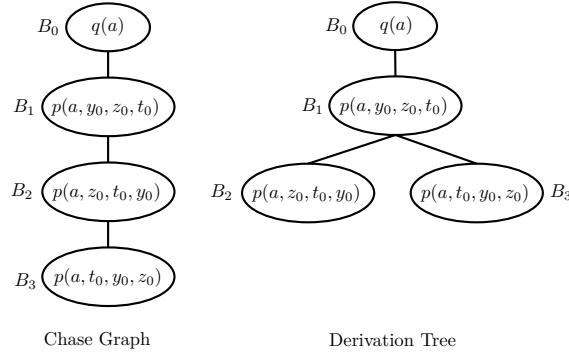 B₀ q(a) B₀ q(a)
B₁ p(a, y₀, z₀, t₀) B₁ p(a, y₀, z₀, t₀)
B₂ p(a, z₀, t₀, y₀) B₂ p(a, z₀, t₀, y₀) p(a, t₀, y₀, z₀) B₃
B₃ p(a, t₀, y₀, z₀)
Chase Graph Derivation Tree